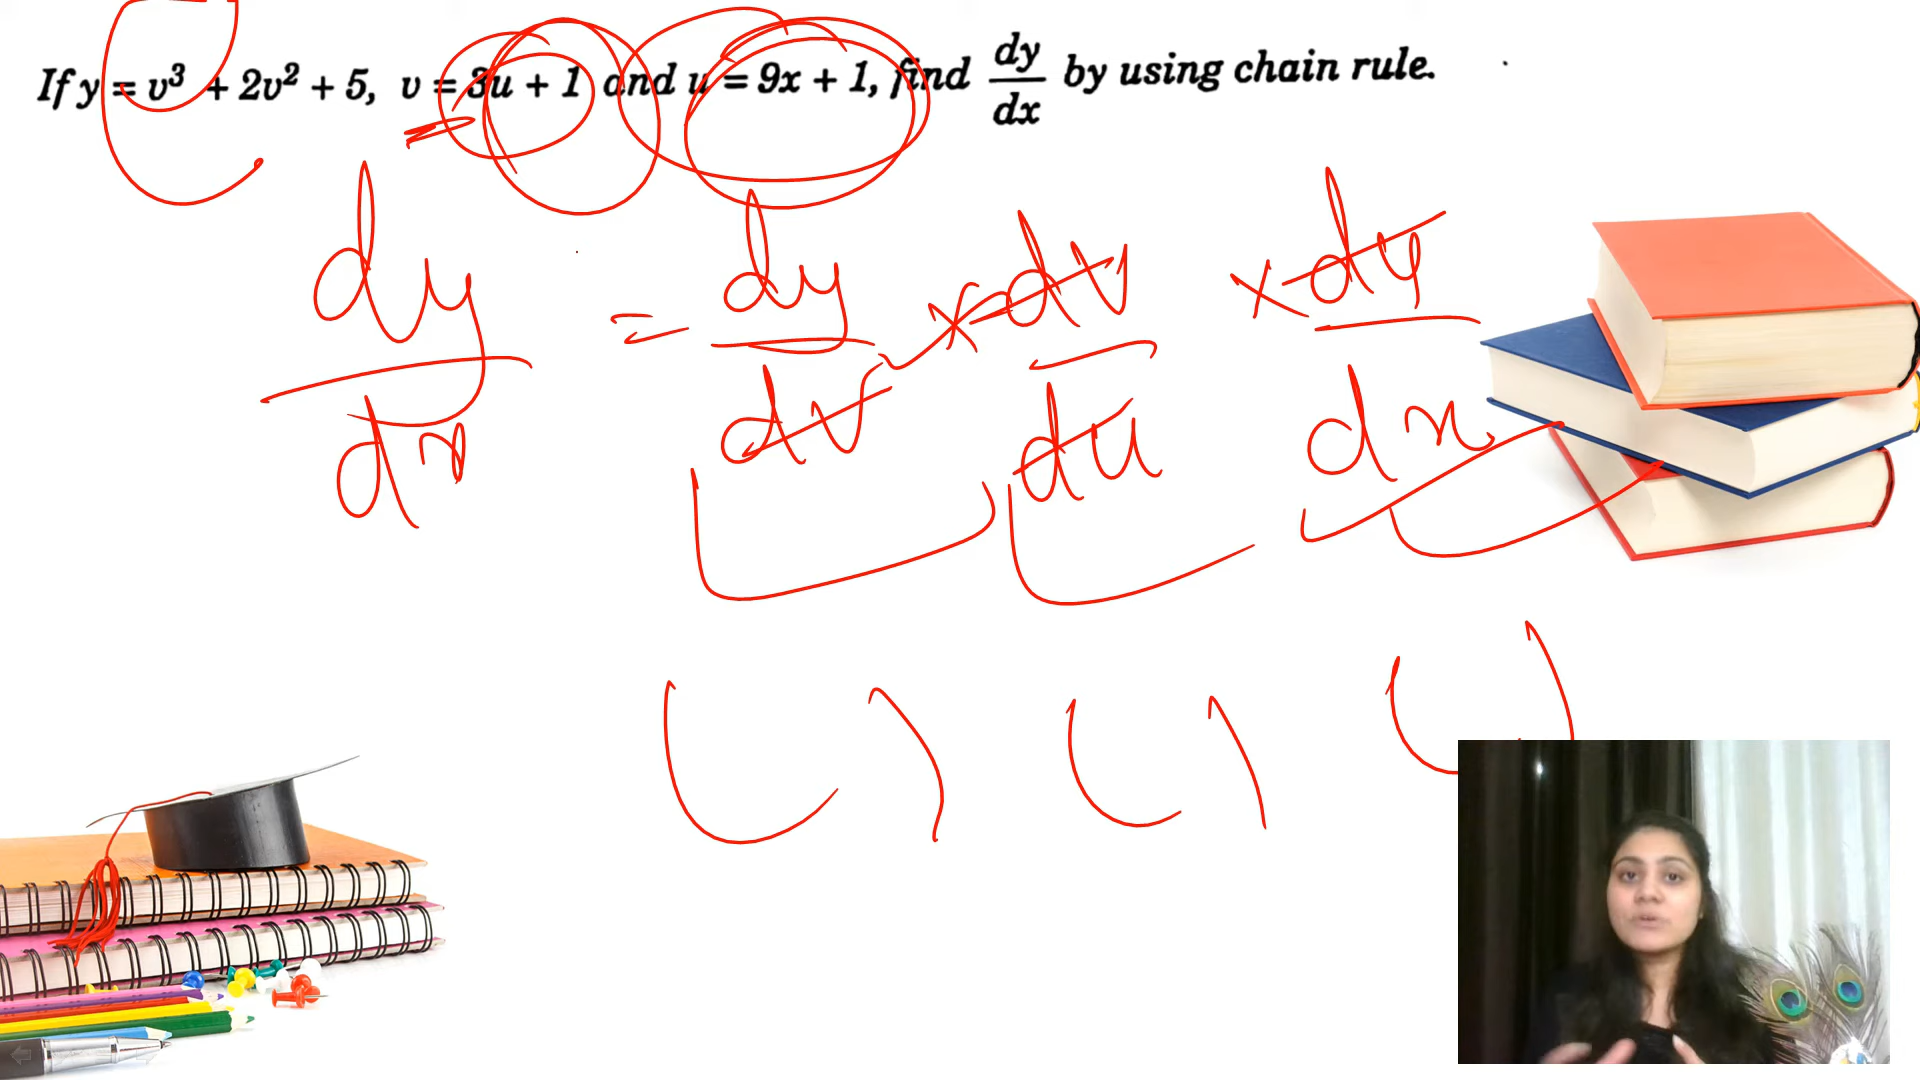 If y = v³ + 2v² + 5, v = 3u + 1 and u = 9x + 1, find dy/dx by using chain rule.
dy/dx = dy/dv × dv/du × du/dx
( ) ( ) ( )